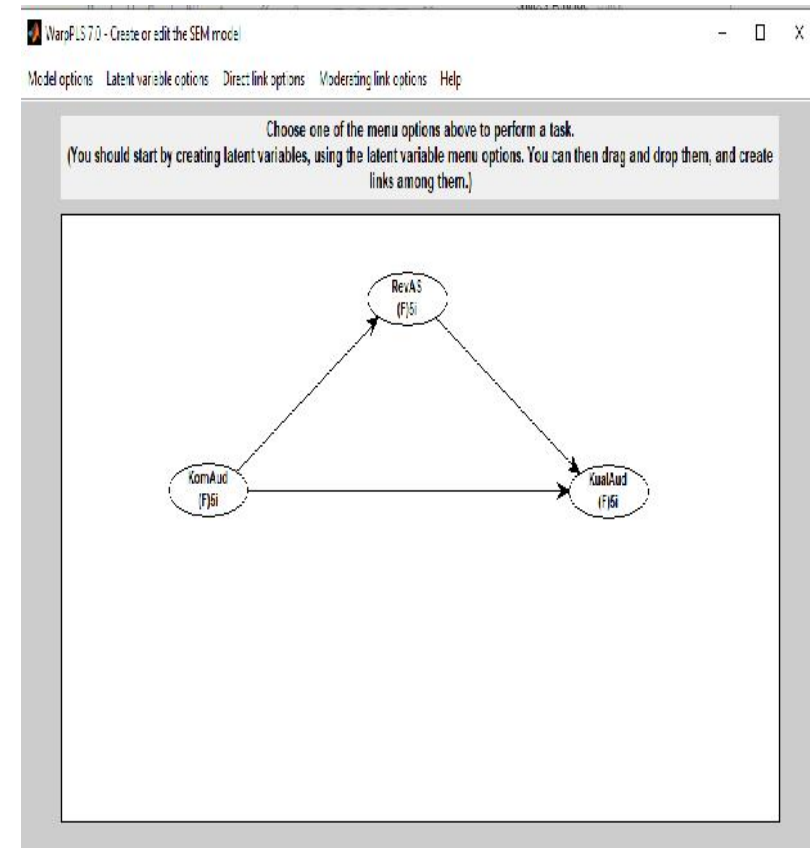 WarpPLS 7.0 - Create or edit the SEM model
Model options Latent variable options Direct link options Moderating link options Help
Choose one of the menu options above to perform a task.
(You should start by creating latent variables, using the latent variable menu options. You can then drag and drop them, and create
links among them.)
RevAS
(F)5i
KomAud
(F)5i
KualAud
(F)5i